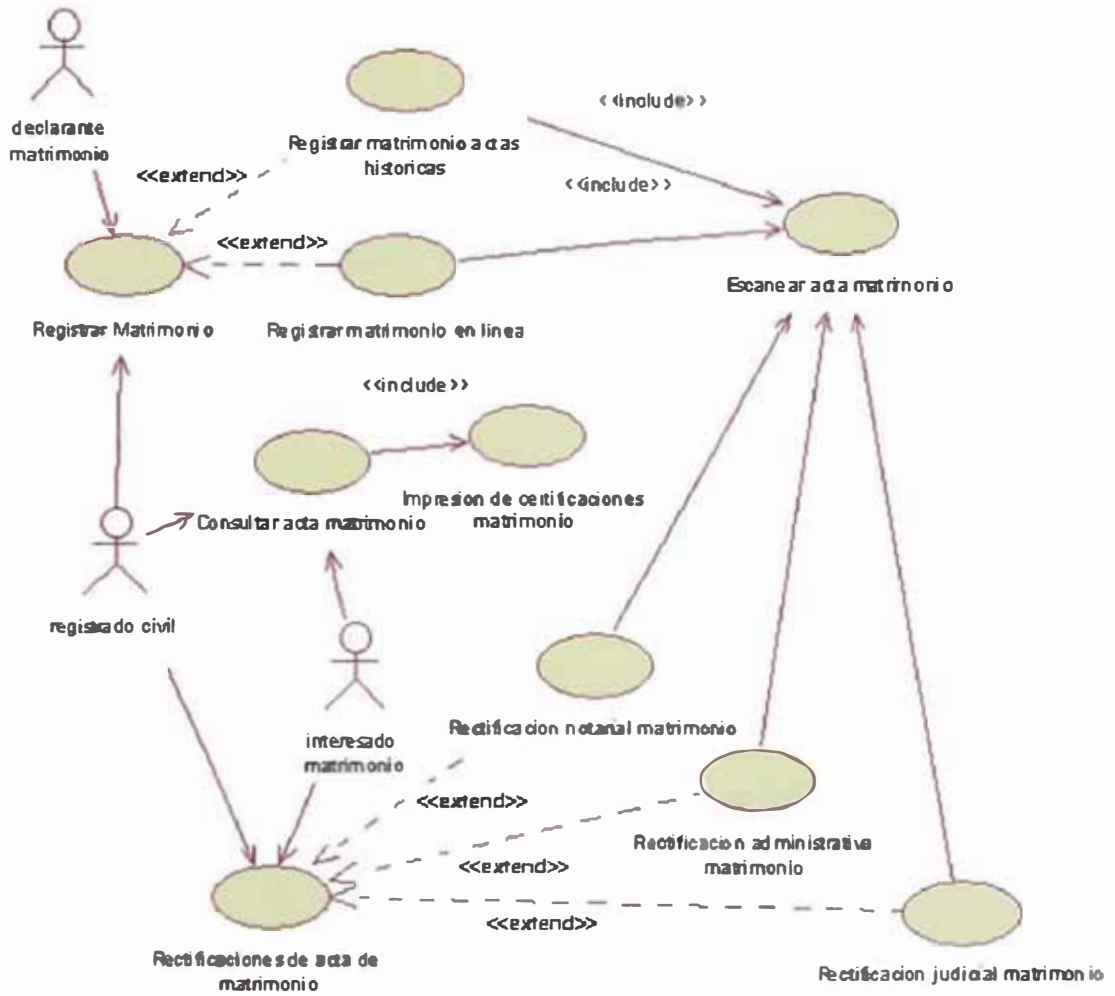 declarante
matrimonio
Registrar matrimonio actas
historicas
<<include>>
<<extend>>
<<include>>
<<extend>>
Registrar Matrimonio
Registrar matrimonio en linea
Escanear acta matrimonio
<<include>>
Consultar acta matrimonio
Impresion de certificaciones
matrimonio
registrado civil
interesado
matrimonio
Rectificacion notarial matrimonio
<<extend>>
Rectificacion administrativa
matrimonio
<<extend>>
<<extend>>
Rectificaciones de acta de
matrimonio
Rectificacion judicial matrimonio